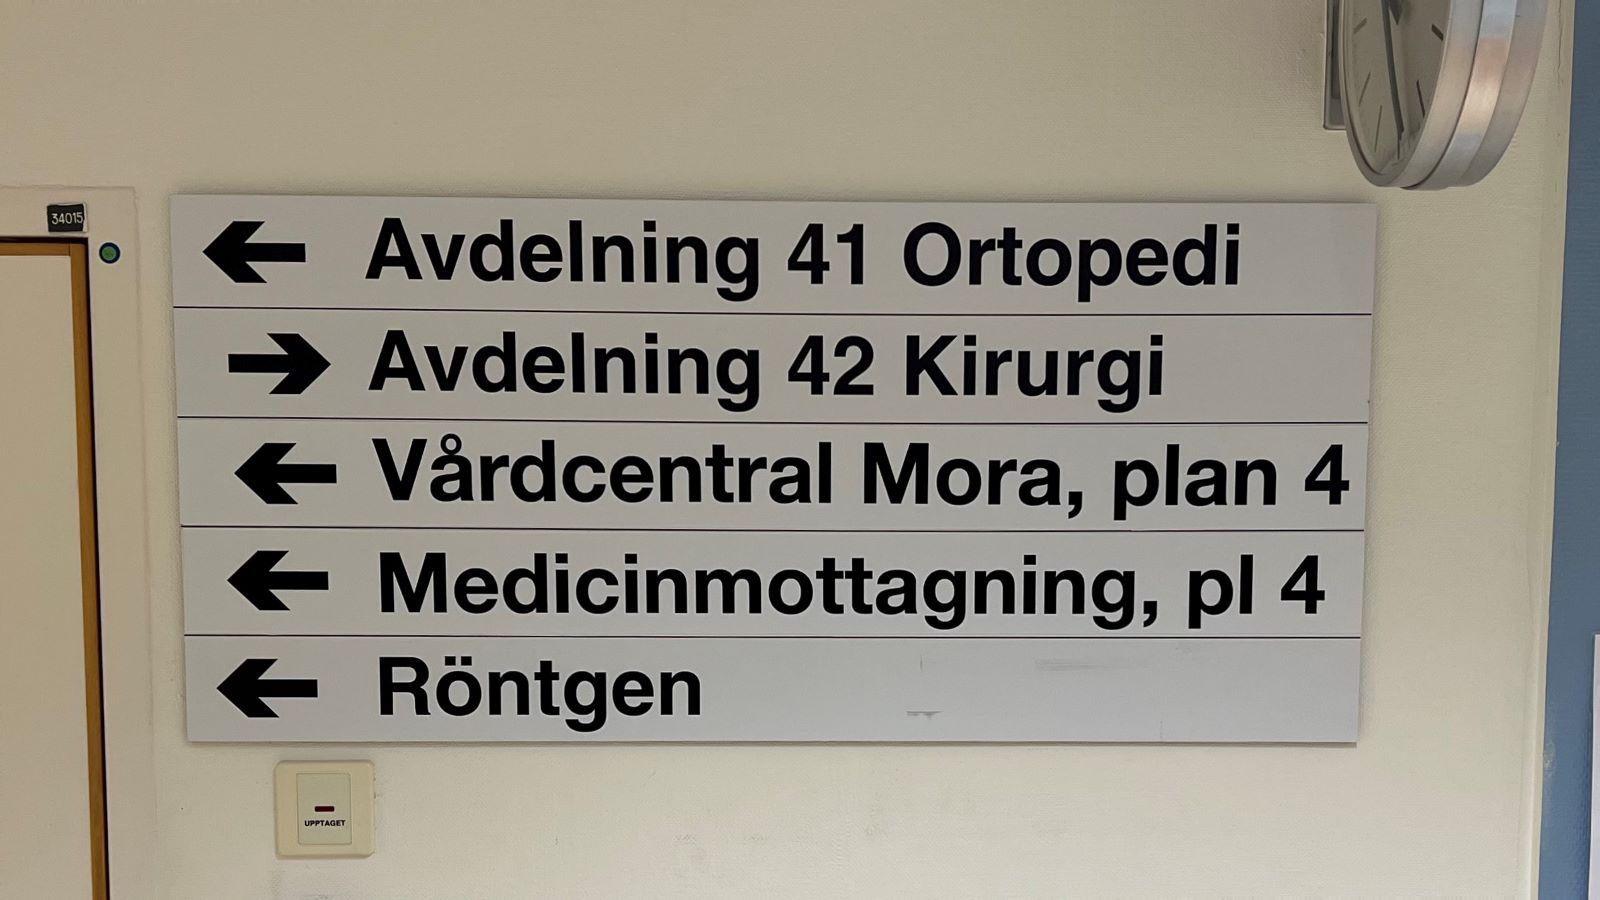 34015
Avdelning 41 Ortopedi
Avdelning 42 Kirurgi
Vårdcentral Mora, plan 4
Medicinmottagning, pl 4
Röntgen
UPPTAGET